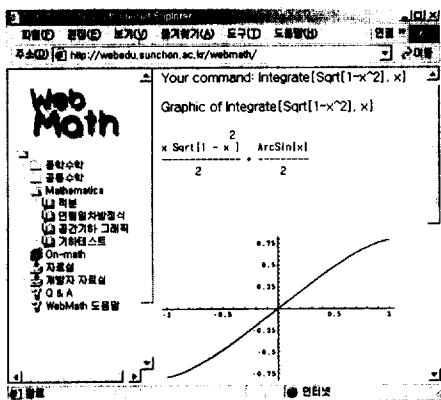 Explorer
파일(F) 편집(E) 보기(V) 즐겨찾기(A) 도구(T) 도움말(H) 연결 »
주소(D) http://webedu.sunchon.ac.kr/webmath/ 이동
Web
Math
중학수학
공통수학
Mathematica
적분
연립일차방정식
공간기하 그래픽
기하테스트
On-math
자료실
개발자 자료실
Q & A
WebMath 도움말
Your command: Integrate[Sqrt[1-x^2], x]
Graphic of Integrate[Sqrt[1-x^2], x]
2
x Sqrt[1 - x ] ArcSin[x]
-------------- + ---------
2 2
0.75
0.5
0.25
-1 -0.5 0.5 1
-0.25
-0.5
-0.75
완료 인터넷